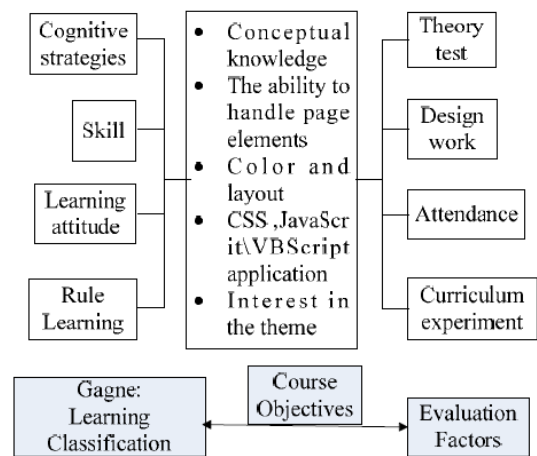 Cognitive
strategies
Skill
Learning
attitude
Rule
Learning
• Conceptual
knowledge
• The ability to
handle page
elements
• Color and
layout
• CSS ,JavaScr
it\VBScript
application
• Interest in
the theme
Theory
test
Design
work
Attendance
Curriculum
experiment
Gagne:
Learning
Classification
Course
Objectives
Evaluation
Factors